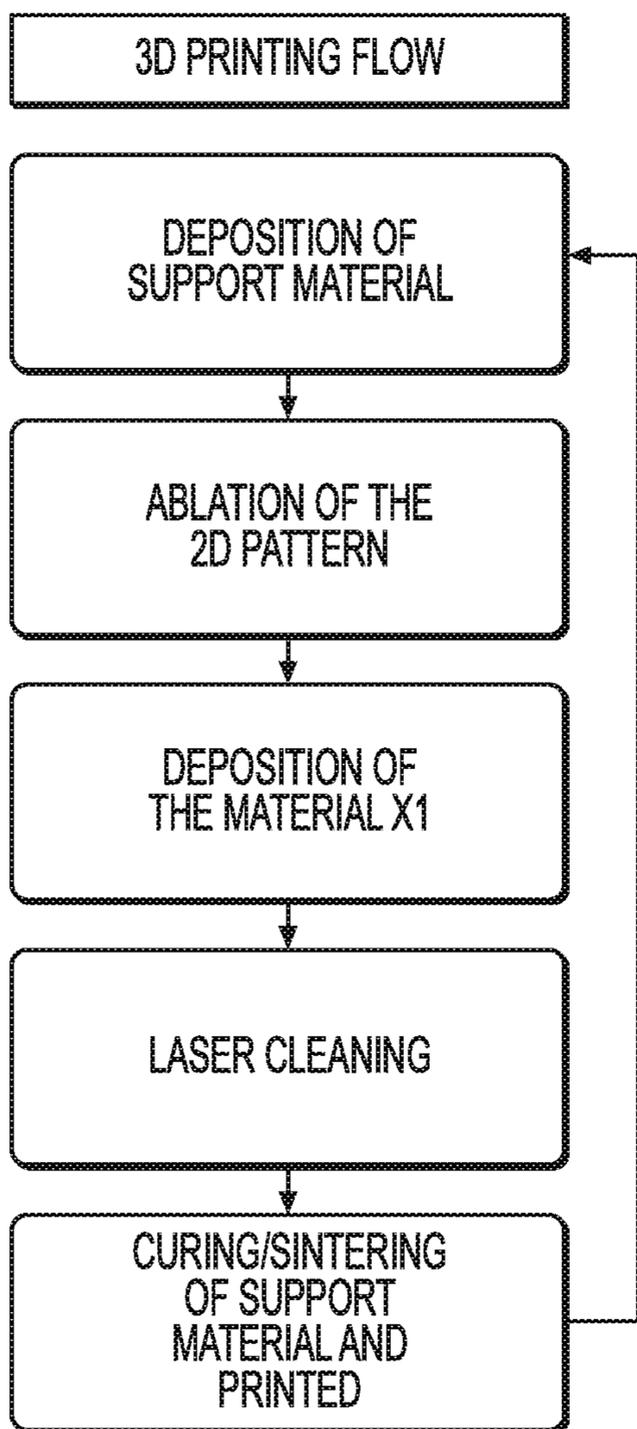 3D PRINTING FLOW
DEPOSITION OF
SUPPORT MATERIAL
ABLATION OF THE
2D PATTERN
DEPOSITION OF
THE MATERIAL X1
LASER CLEANING
CURING/SINTERING
OF SUPPORT
MATERIAL AND
PRINTED